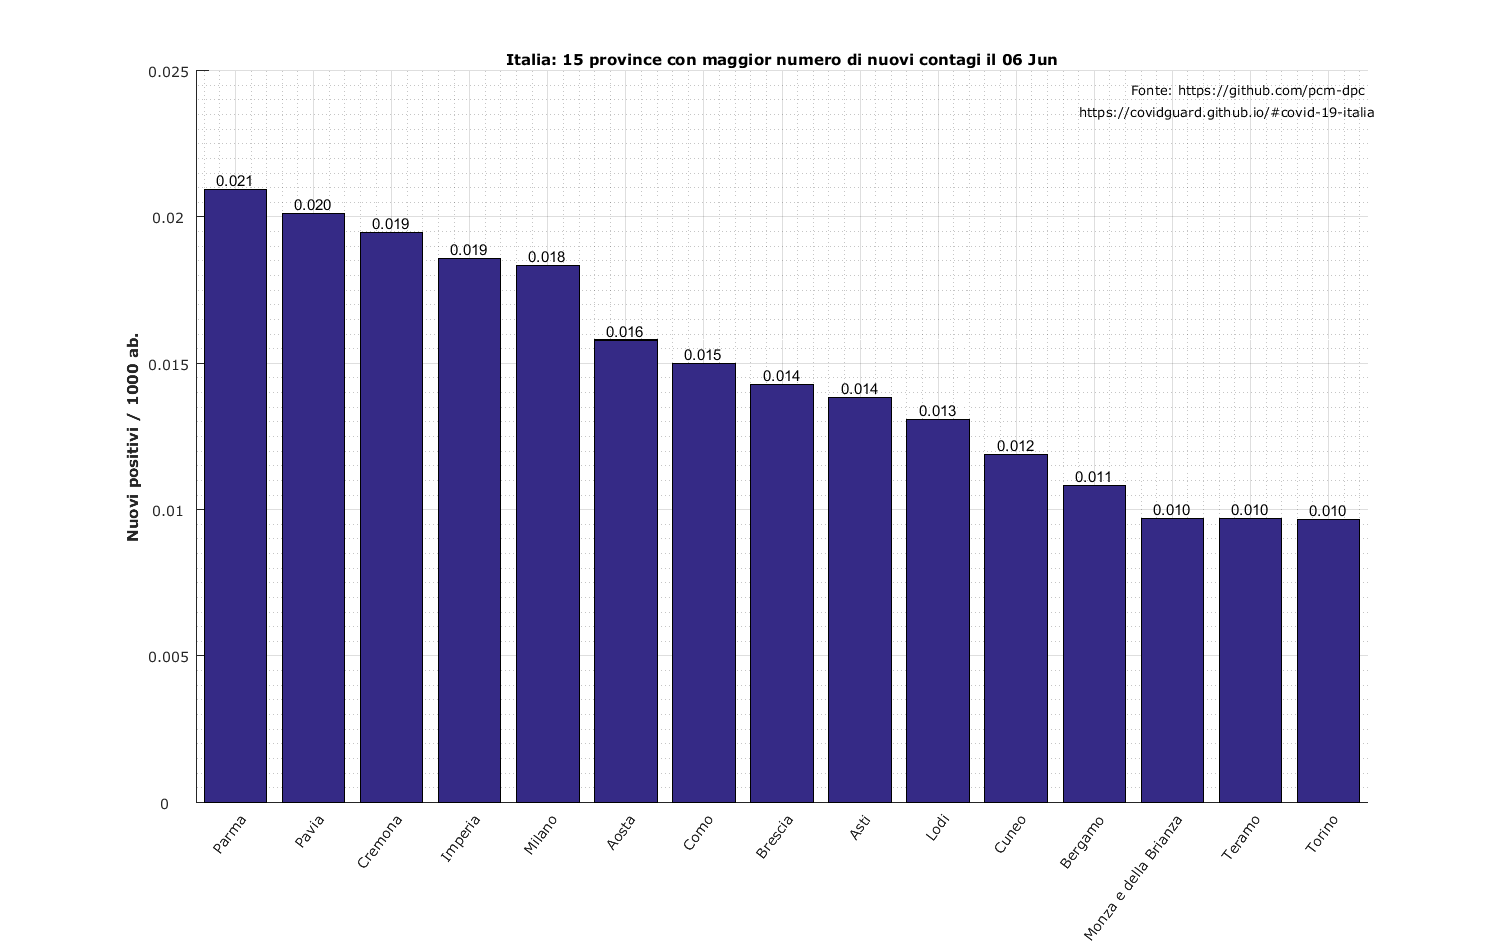 Italia: 15 province con maggior numero di nuovi contagi il 06 Jun
Fonte: https://github.com/pcm-dpc
https://covidguard.github.io/#covid-19-italia
Nuovi positivi / 1000 ab.
0.025
0.02
0.015
0.01
0.005
0
0.021
0.020
0.019
0.019
0.018
0.016
0.015
0.014
0.014
0.013
0.012
0.011
0.010
0.010
0.010
Parma
Pavia
Cremona
Imperia
Milano
Aosta
Como
Brescia
Asti
Lodi
Cuneo
Bergamo
Monza e della Brianza
Teramo
Torino